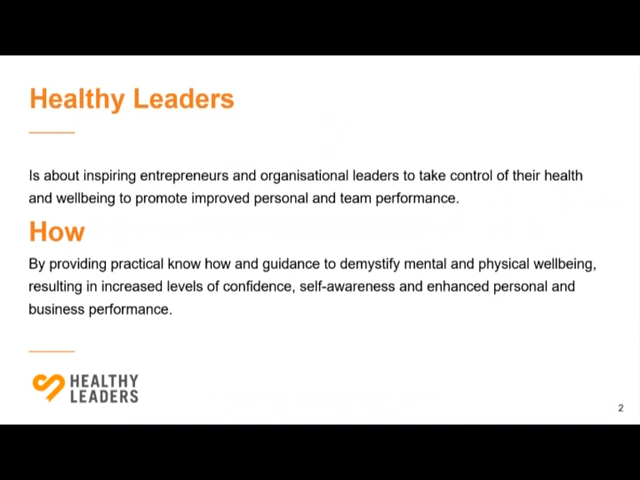 Healthy Leaders
Is about inspiring entrepreneurs and organisational leaders to take control of their health
and wellbeing to promote improved personal and team performance.
How
By providing practical know how and guidance to demystify mental and physical wellbeing,
resulting in increased levels of confidence, self-awareness and enhanced personal and
business performance.
HEALTHY
LEADERS
2